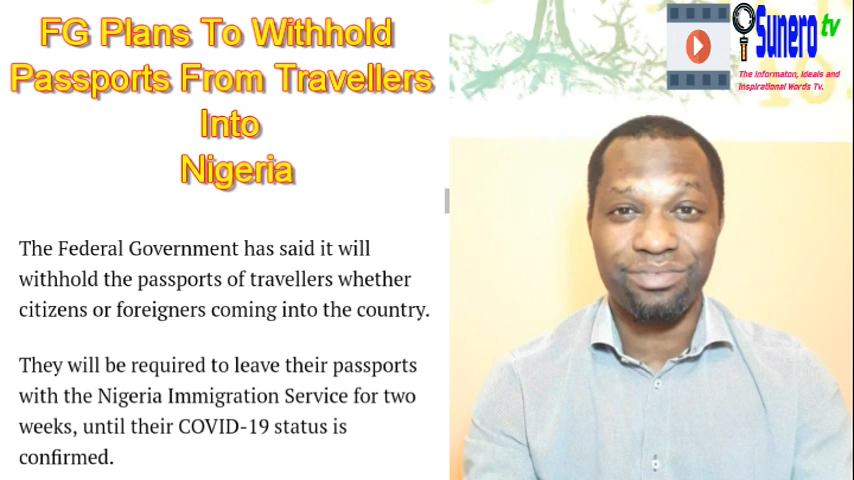 FG Plans To Withhold
Passports From Travellers
Into
Nigeria
Sunero tv
The Informaton, Ideals and
Inspirational Words Tv.
The Federal Government has said it will
withhold the passports of travellers whether
citizens or foreigners coming into the country.
They will be required to leave their passports
with the Nigeria Immigration Service for two
weeks, until their COVID-19 status is
confirmed.